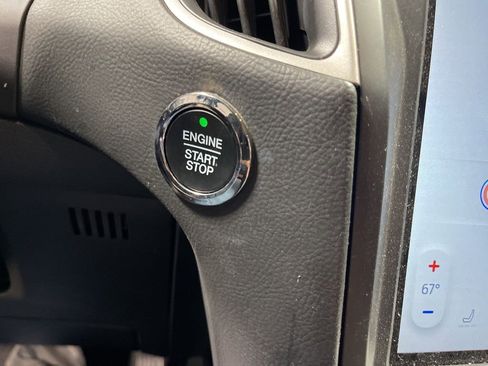 ENGINE
START
STOP
+
67°
−